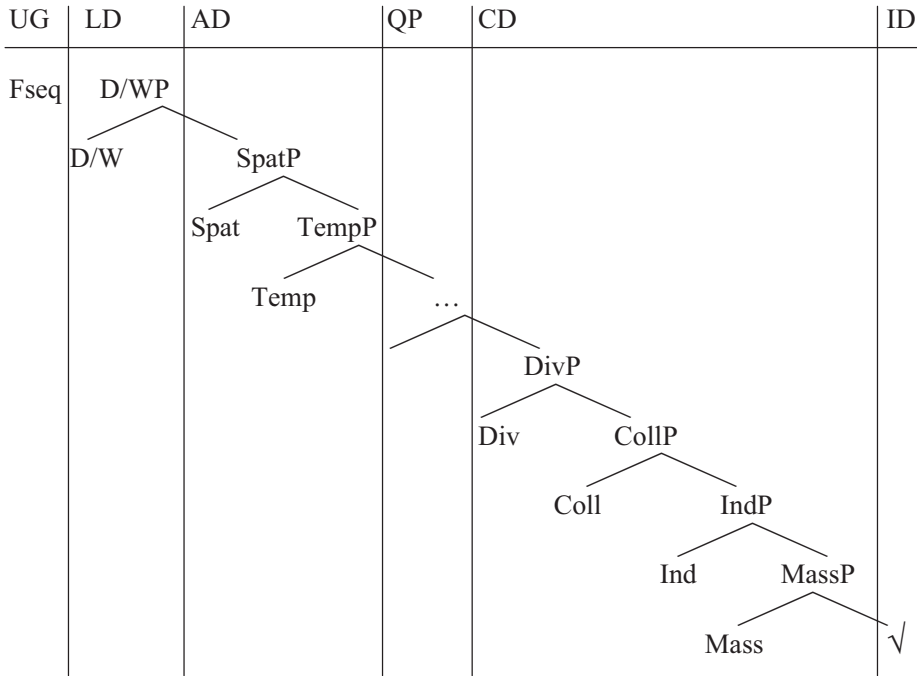 UG LD AD QP CD ID
Fseq D/WP
D/W SpatP
Spat TempP
Temp …
DivP
Div CollP
Coll IndP
Ind MassP
Mass √